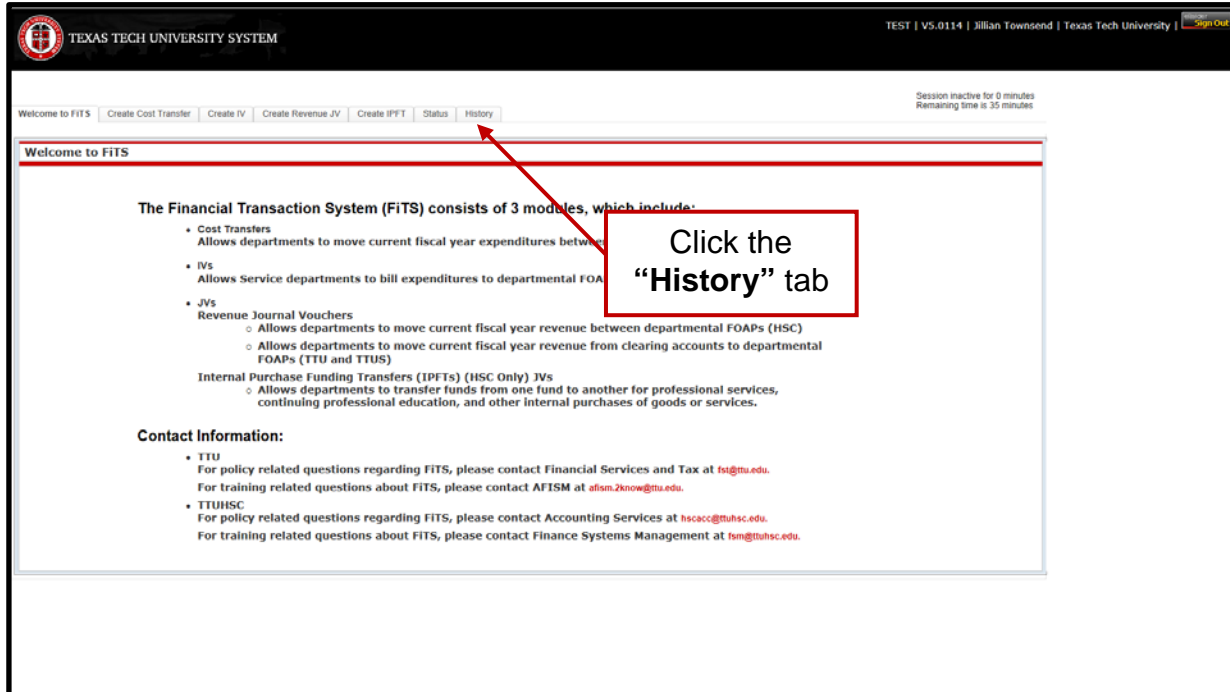 TEXAS TECH UNIVERSITY SYSTEM
TEST | V5.0114 | Jillian Townsend | Texas Tech University | Sign Out
Session inactive for 0 minutes
Remaining time is 35 minutes
Welcome to FiTS Create Cost Transfer Create IV Create Revenue JV Create IPFT Status History
Welcome to FiTS
The Financial Transaction System (FiTS) consists of 3 modules, which include:
• Cost Transfers
Allows departments to move current fiscal year expenditures between
• IVs
Allows Service departments to bill expenditures to departmental FOA
Click the
“History” tab
• JVs
Revenue Journal Vouchers
○ Allows departments to move current fiscal year revenue between departmental FOAPs (HSC)
○ Allows departments to move current fiscal year revenue from clearing accounts to departmental
FOAPs (TTU and TTUS)
Internal Purchase Funding Transfers (IPFTs) (HSC Only) JVs
○ Allows departments to transfer funds from one fund to another for professional services,
continuing professional education, and other internal purchases of goods or services.
Contact Information:
• TTU
For policy related questions regarding FiTS, please contact Financial Services and Tax at fst@ttu.edu.
For training related questions about FiTS, please contact AFISM at afism.2know@ttu.edu.
• TTUHSC
For policy related questions regarding FiTS, please contact Accounting Services at hscacc@ttuhsc.edu.
For training related questions about FiTS, please contact Finance Systems Management at fsm@ttuhsc.edu.